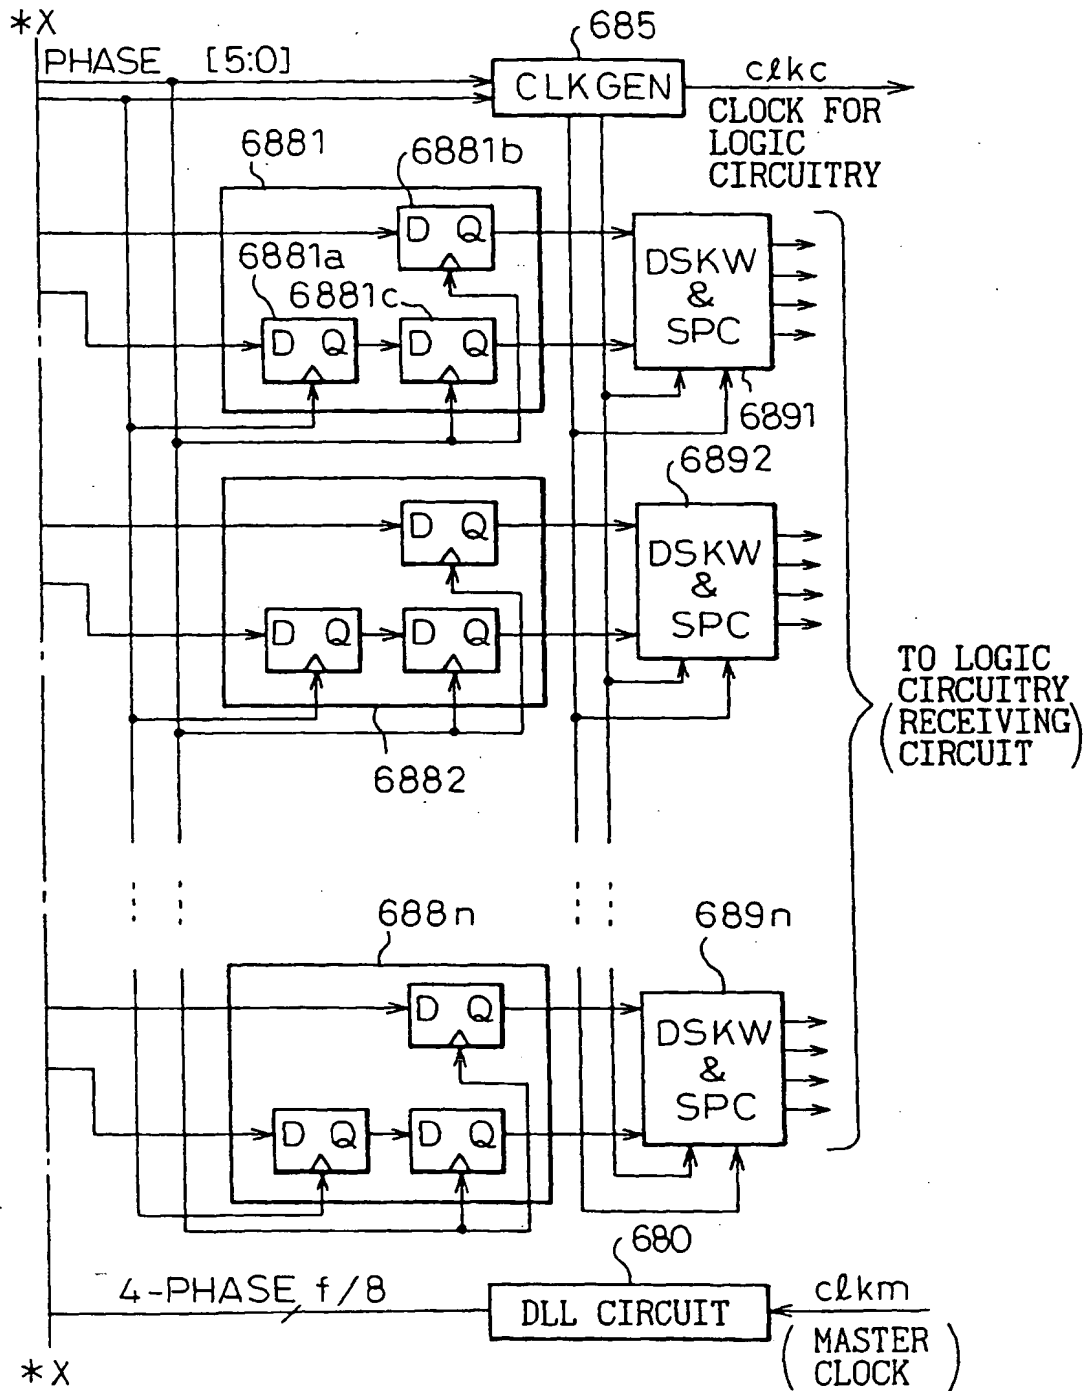 *X
685
PHASE [5:0]
CLKGEN
clkc
CLOCK FOR
LOGIC
CIRCUITRY
6881
6881b
D Q
6881a
6881c
D Q
D Q
DSKW
&
SPC
6891
6892
D Q
D Q
D Q
DSKW
&
SPC
6882
TO LOGIC
CIRCUITRY
(RECEIVING)
CIRCUIT
688n
689n
D Q
D Q
D Q
DSKW
&
SPC
680
4-PHASE f/8
DLL CIRCUIT
clkm
(MASTER
CLOCK)
*X